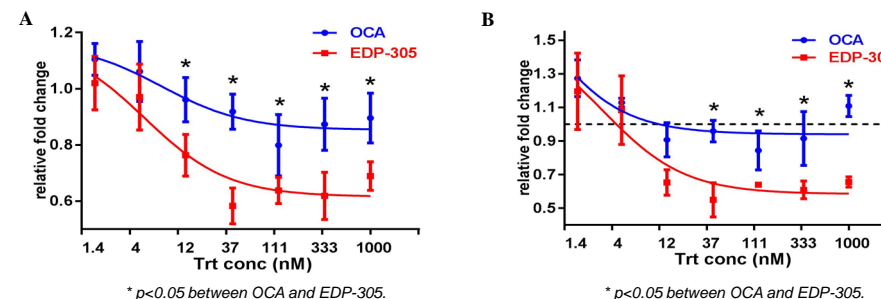 A
OCA
EDP-305
relative fold change
1.2
1.0
0.8
0.6
* * * * *
1.4 4 12 37 111 333 1000
Trt conc (nM)
* p<0.05 between OCA and EDP-305.
B
OCA
EDP-30
relative fold change
1.5
1.3
1.1
0.9
0.7
0.5
* * * *
1.4 4 12 37 111 333 1000
Trt conc (nM)
* p<0.05 between OCA and EDP-305.